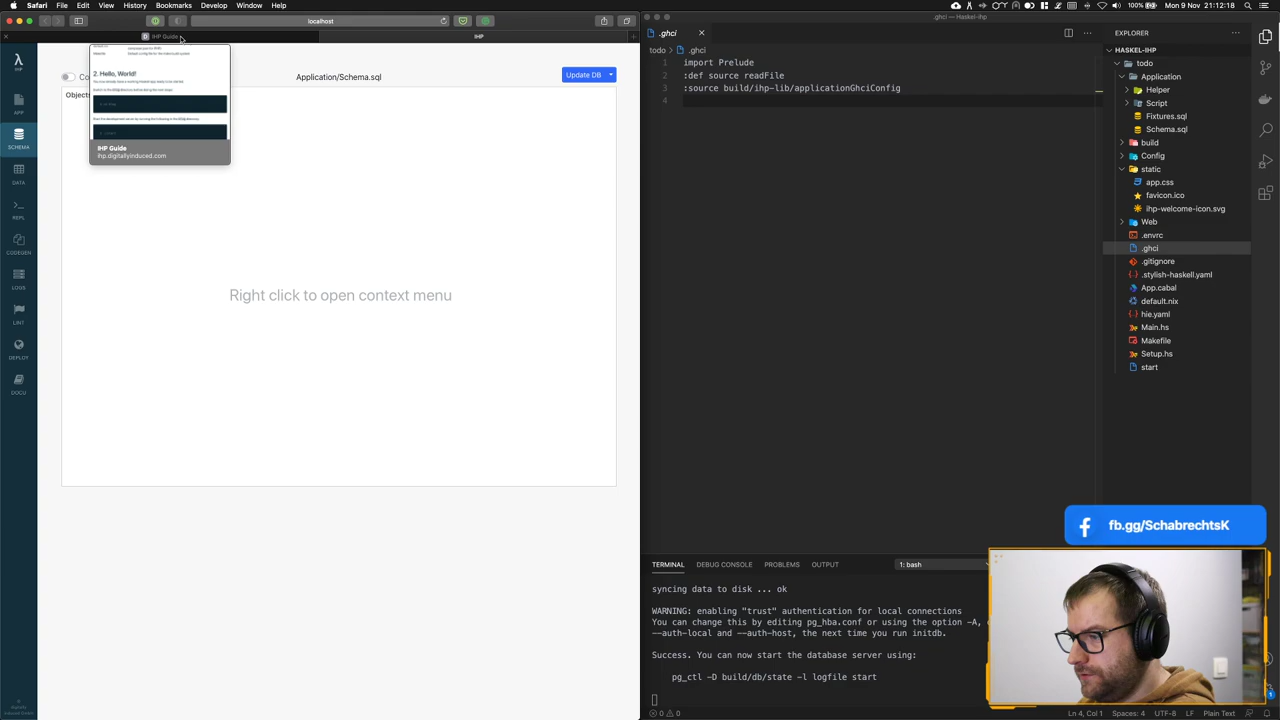 Safari File Edit View History Bookmarks Develop Window Help
100% Mon 9 Nov 21:12:18
localhost
.ghci — Haskel-ihp
IHP Guide
IHP
2. Hello, World!
IHP Guide
ihp.digitallyinduced.com
IHP
APP
SCHEMA
DATA
REPL
CODEGEN
LOGS
LINT
DEPLOY
DOCU
Co
Application/Schema.sql
Update DB
Objects
Right click to open context menu
.ghci
todo > .ghci
1 import Prelude
2 :def source readFile
3 :source build/ihp-lib/applicationGhciConfig
4
EXPLORER
HASKEL-IHP
todo
Application
Helper
Script
Fixtures.sql
Schema.sql
build
Config
static
app.css
favicon.ico
ihp-welcome-icon.svg
Web
.envrc
.ghci
.gitignore
.stylish-haskell.yaml
App.cabal
default.nix
hie.yaml
Main.hs
Makefile
Setup.hs
start
fb.gg/SchabrechtsK
TERMINAL DEBUG CONSOLE PROBLEMS OUTPUT 1: bash
syncing data to disk ... ok
WARNING: enabling "trust" authentication for local connections
You can change this by editing pg_hba.conf or using the option -A,
--auth-local and --auth-host, the next time you run initdb.
Success. You can now start the database server using:
pg_ctl -D build/db/state -l logfile start
0 0
Ln 4, Col 1 Spaces: 4 UTF-8 LF Plain Text
1